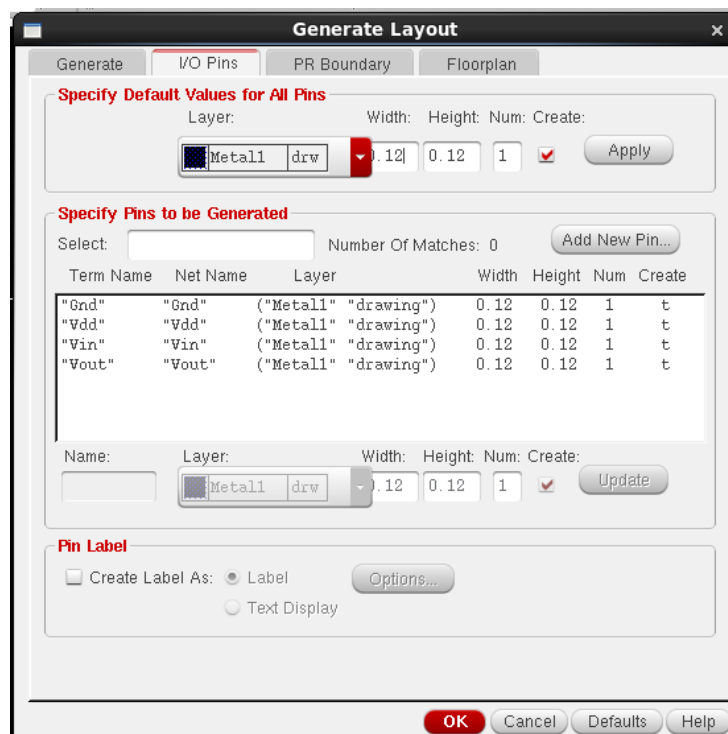 Generate Layout
Generate I/O Pins PR Boundary Floorplan
Specify Default Values for All Pins
Layer: Width: Height: Num: Create:
Metal1 drw .12 0.12 1 Apply
Specify Pins to be Generated
Select: Number Of Matches: 0 Add New Pin...
Term Name Net Name Layer Width Height Num Create
"Gnd" "Gnd" ("Metal1" "drawing") 0.12 0.12 1 t
"Vdd" "Vdd" ("Metal1" "drawing") 0.12 0.12 1 t
"Vin" "Vin" ("Metal1" "drawing") 0.12 0.12 1 t
"Vout" "Vout" ("Metal1" "drawing") 0.12 0.12 1 t
Name: Layer: Width: Height: Num: Create:
Metal1 drw .12 0.12 1 Update
Pin Label
Create Label As: Label Options...
Text Display
OK Cancel Defaults Help